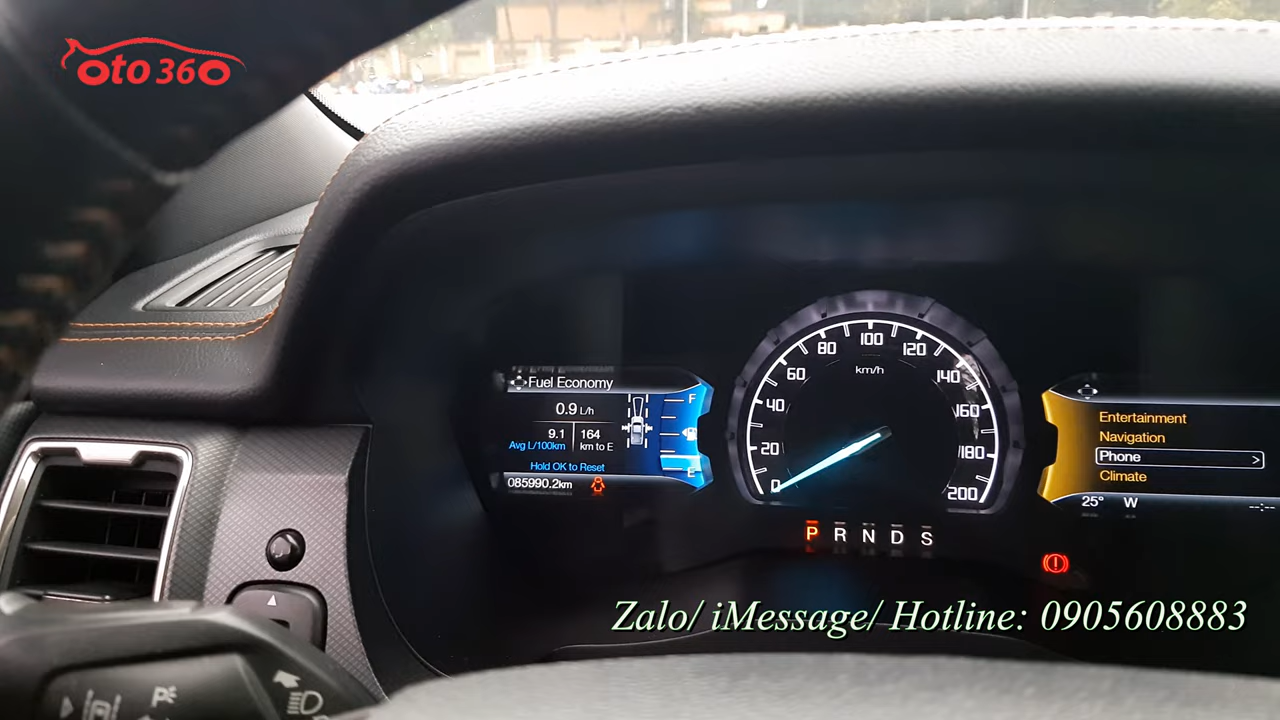 oto 360
Fuel Economy
0.9 L/h
9.1 164
Avg L/100km km to E
Hold OK to Reset
085990.2km
F
E
0
20
40
60
80
100
120
140
160
180
200
km/h
P R N D S
Entertainment
Navigation
Phone >
Climate
25° W
--:--
Zalo/ iMessage/ Hotline: 0905608883